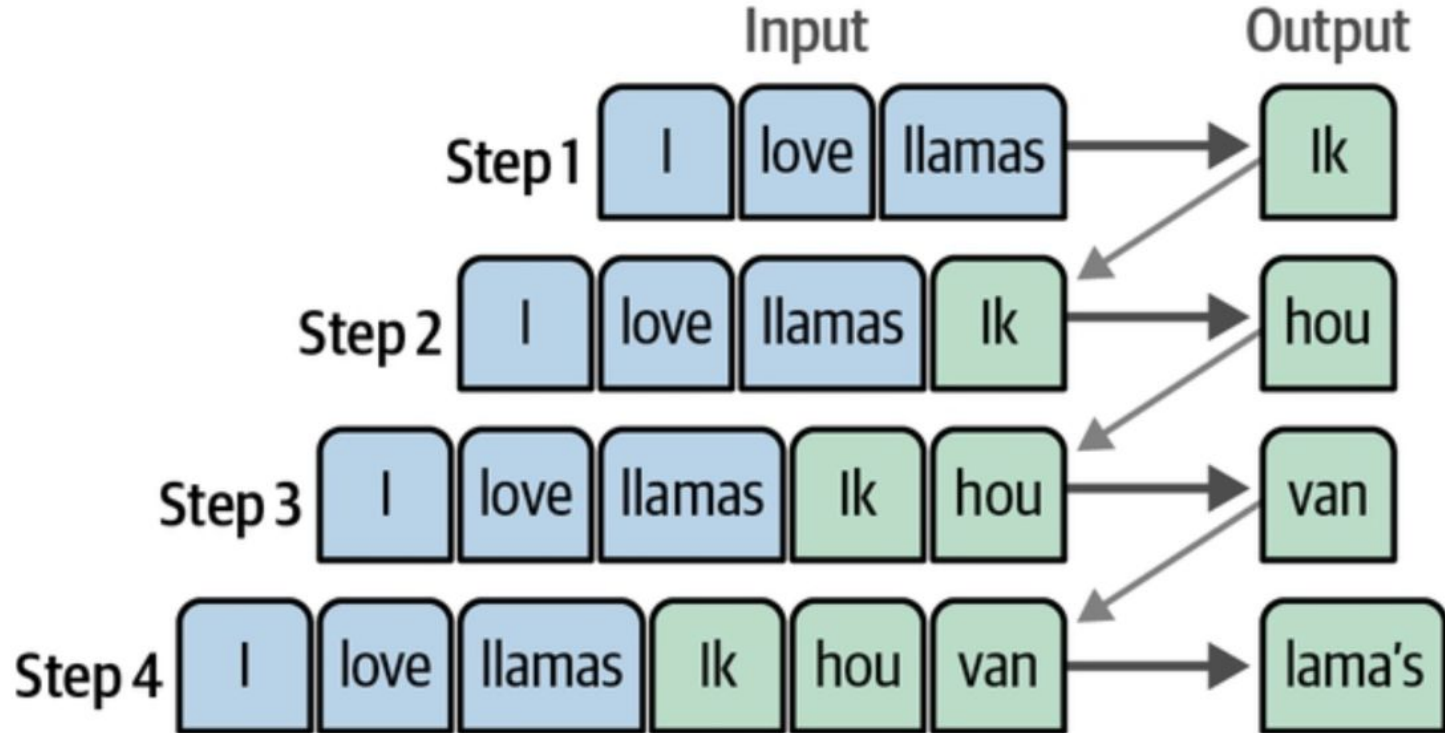 Input Output
Step 1 I love llamas Ik
Step 2 I love llamas Ik hou
Step 3 I love llamas Ik hou van
Step 4 I love llamas Ik hou van lama's